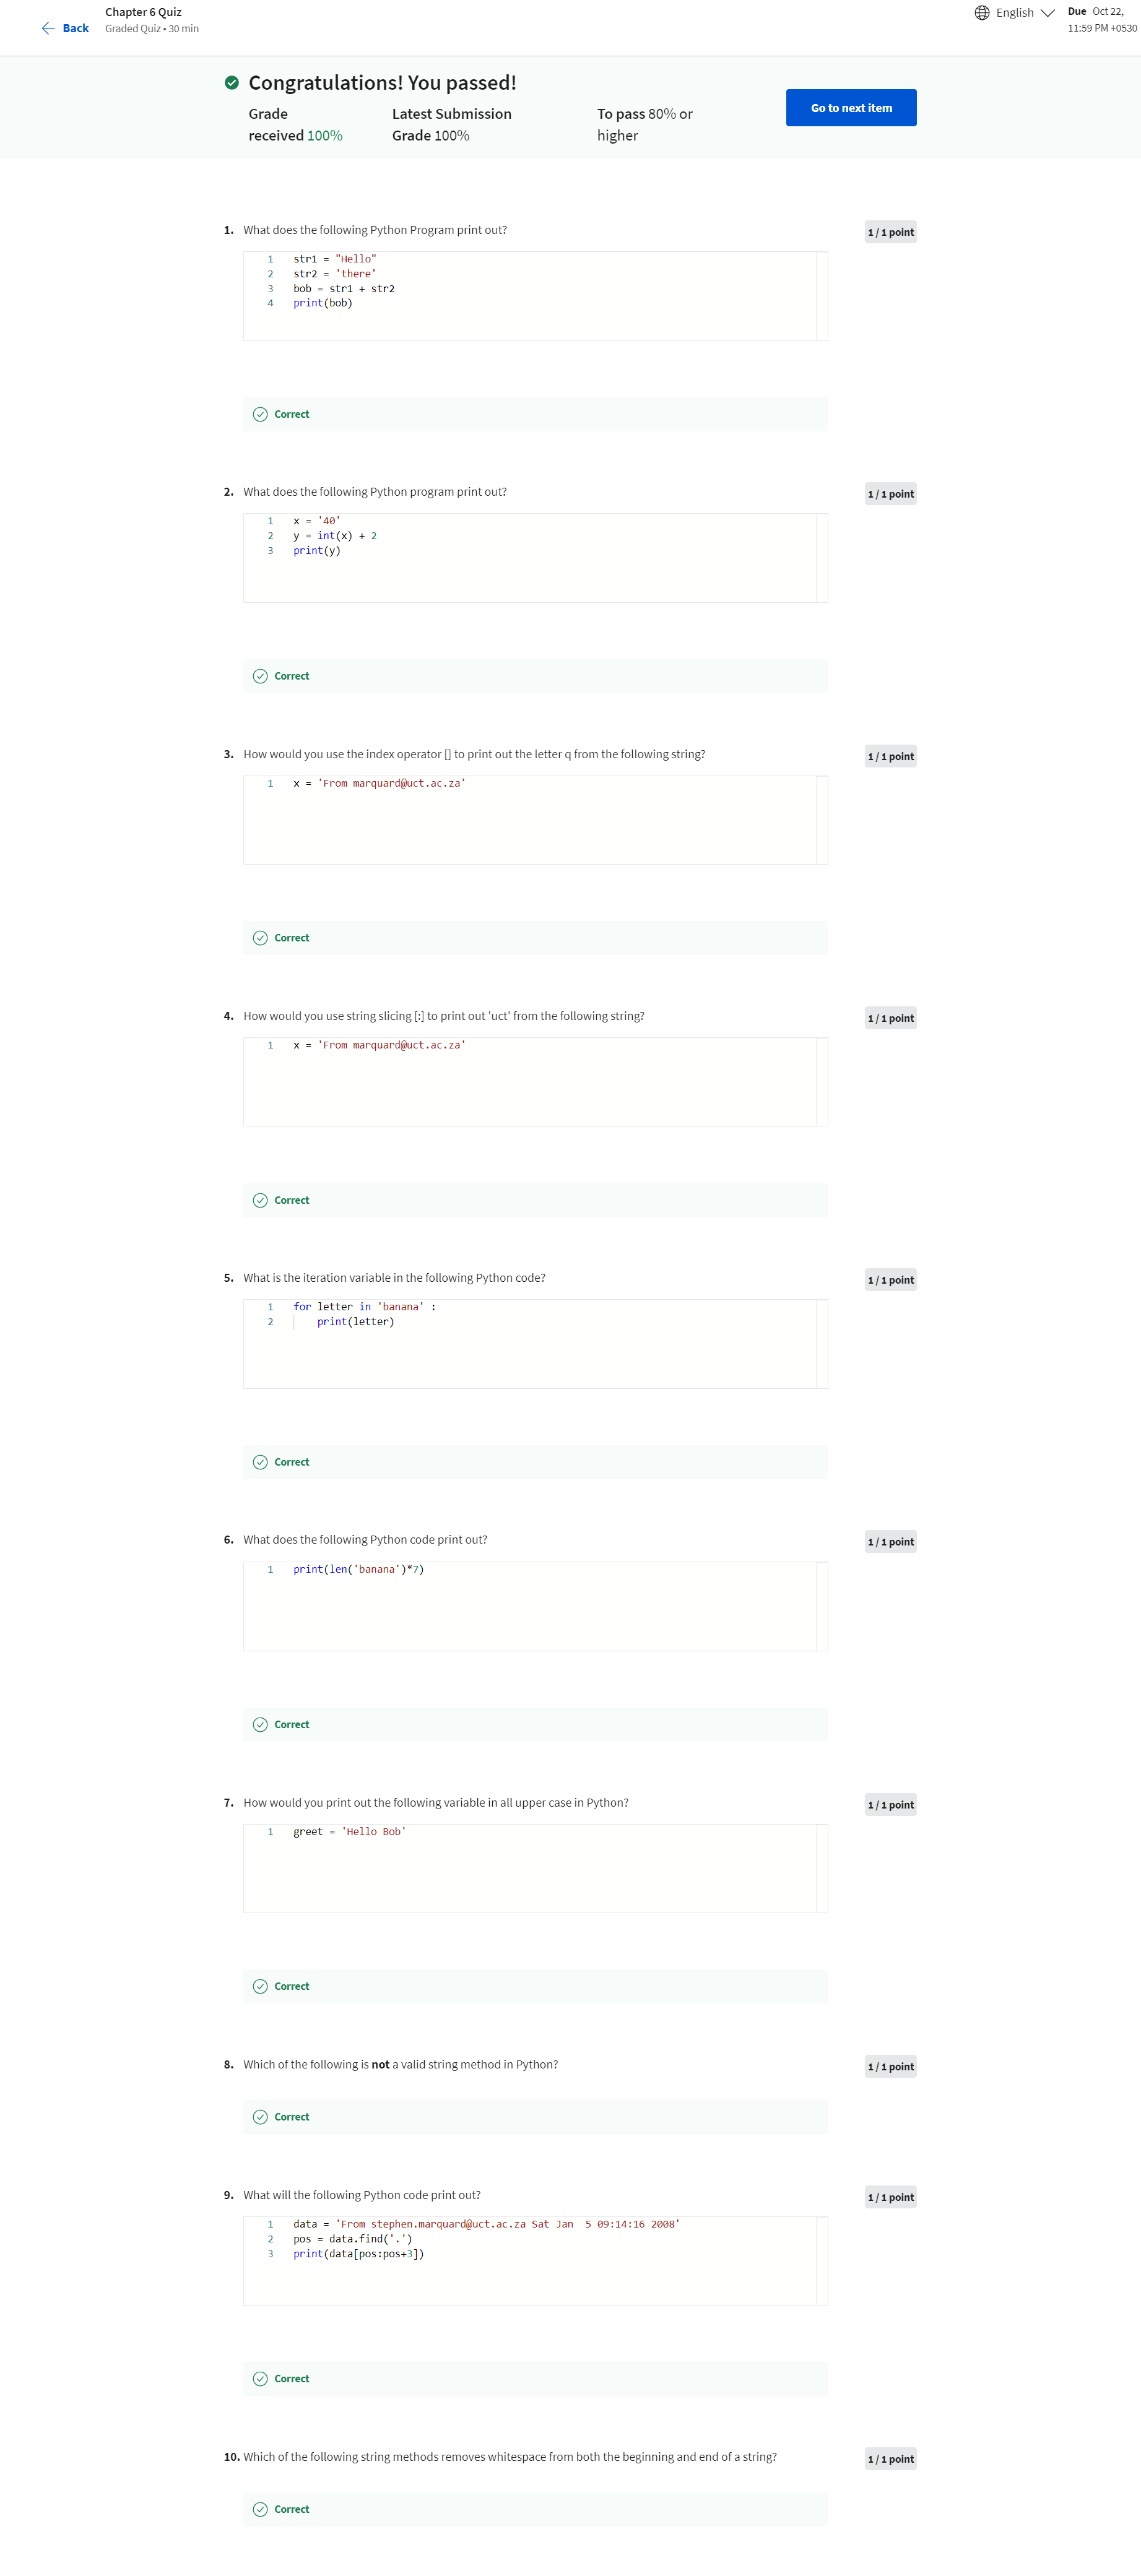 Chapter 6 Quiz
Back
Graded Quiz • 30 min
English
Due Oct 22,
11:59 PM +0530
Congratulations! You passed!
Grade
received 100%
Latest Submission
Grade 100%
To pass 80% or
higher
Go to next item
1. What does the following Python Program print out?
1 / 1 point
1 str1 = "Hello"
2 str2 = 'there'
3 bob = str1 + str2
4 print(bob)
Correct
2. What does the following Python program print out?
1 / 1 point
1 x = '40'
2 y = int(x) + 2
3 print(y)
Correct
3. How would you use the index operator [] to print out the letter q from the following string?
1 / 1 point
1 x = 'From marquard@uct.ac.za'
Correct
4. How would you use string slicing [:] to print out 'uct' from the following string?
1 / 1 point
1 x = 'From marquard@uct.ac.za'
Correct
5. What is the iteration variable in the following Python code?
1 / 1 point
1 for letter in 'banana' :
2     print(letter)
Correct
6. What does the following Python code print out?
1 / 1 point
1 print(len('banana')*7)
Correct
7. How would you print out the following variable in all upper case in Python?
1 / 1 point
1 greet = 'Hello Bob'
Correct
8. Which of the following is not a valid string method in Python?
1 / 1 point
Correct
9. What will the following Python code print out?
1 / 1 point
1 data = 'From stephen.marquard@uct.ac.za Sat Jan  5 09:14:16 2008'
2 pos = data.find('.')
3 print(data[pos:pos+3])
Correct
10. Which of the following string methods removes whitespace from both the beginning and end of a string?
1 / 1 point
Correct